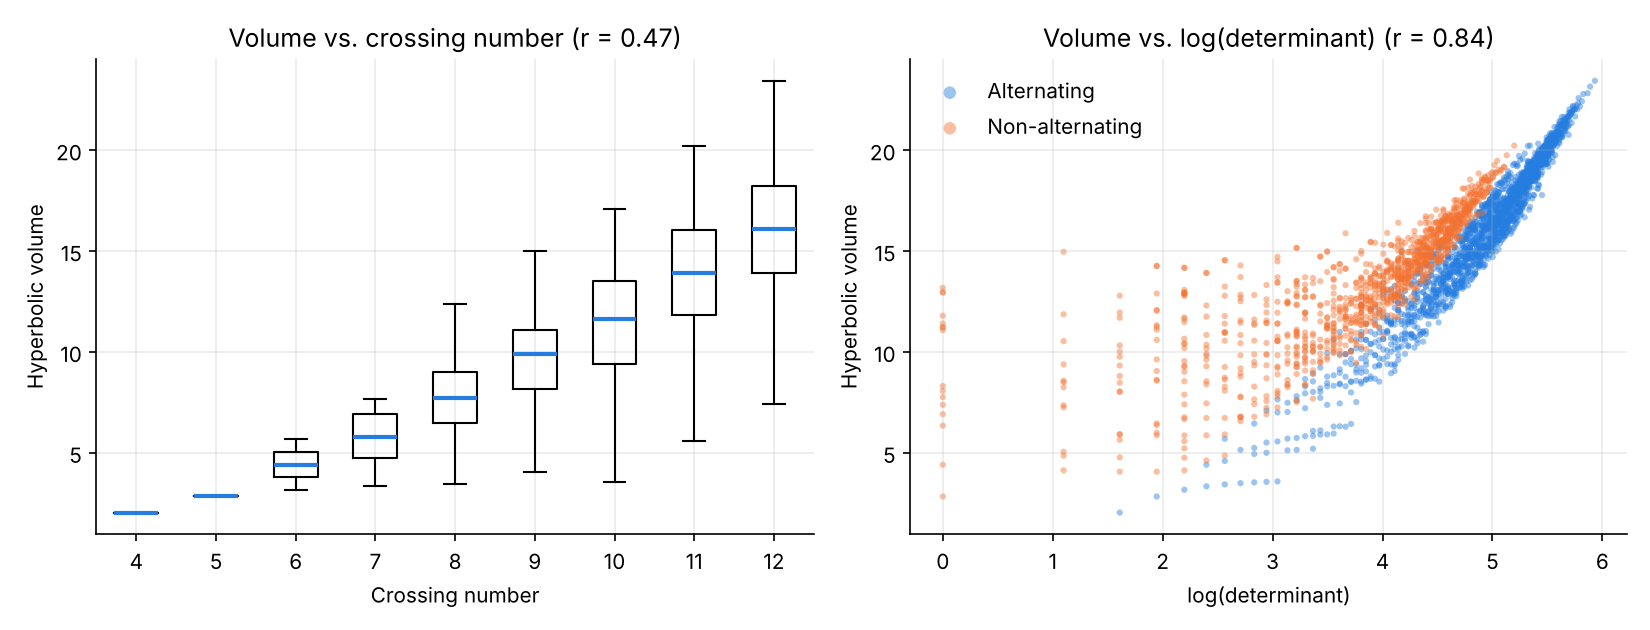 Volume vs. crossing number (r = 0.47)
Hyperbolic volume
20
15
10
5
4 5 6 7 8 9 10 11 12
Crossing number
Volume vs. log(determinant) (r = 0.84)
Alternating
Non-alternating
Hyperbolic volume
20
15
10
5
0 1 2 3 4 5 6
log(determinant)